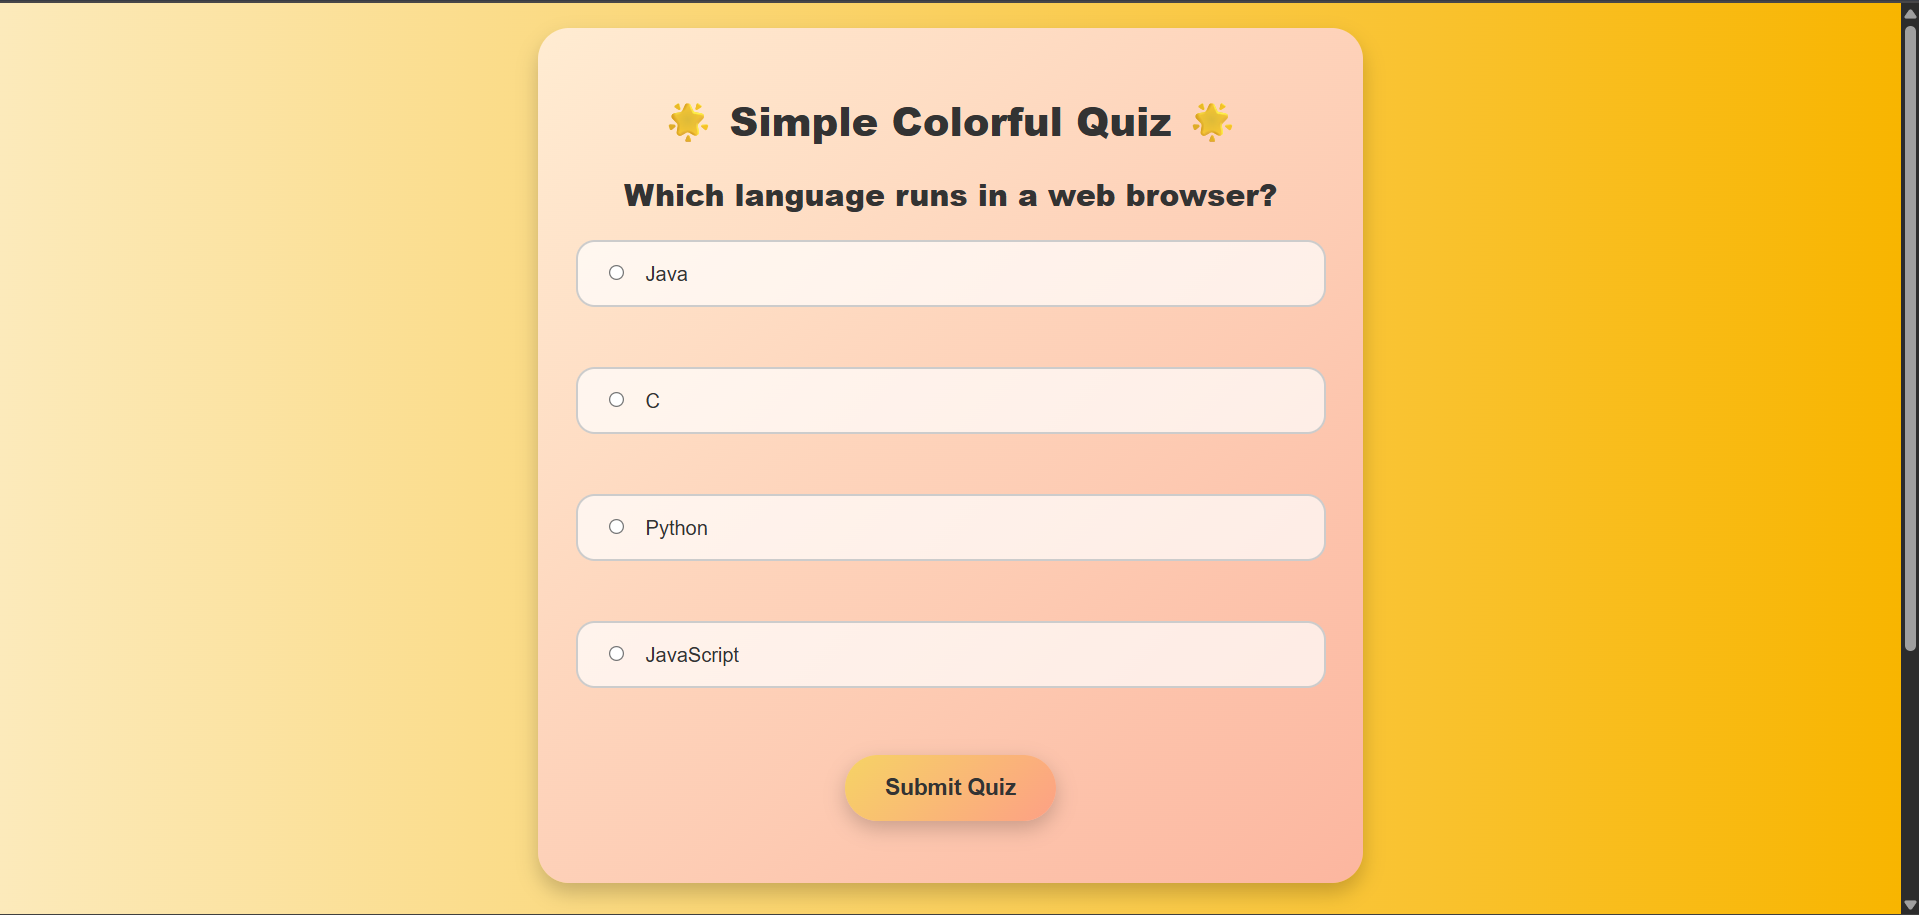 🌟 Simple Colorful Quiz 🌟
Which language runs in a web browser?
Java
C
Python
JavaScript
Submit Quiz